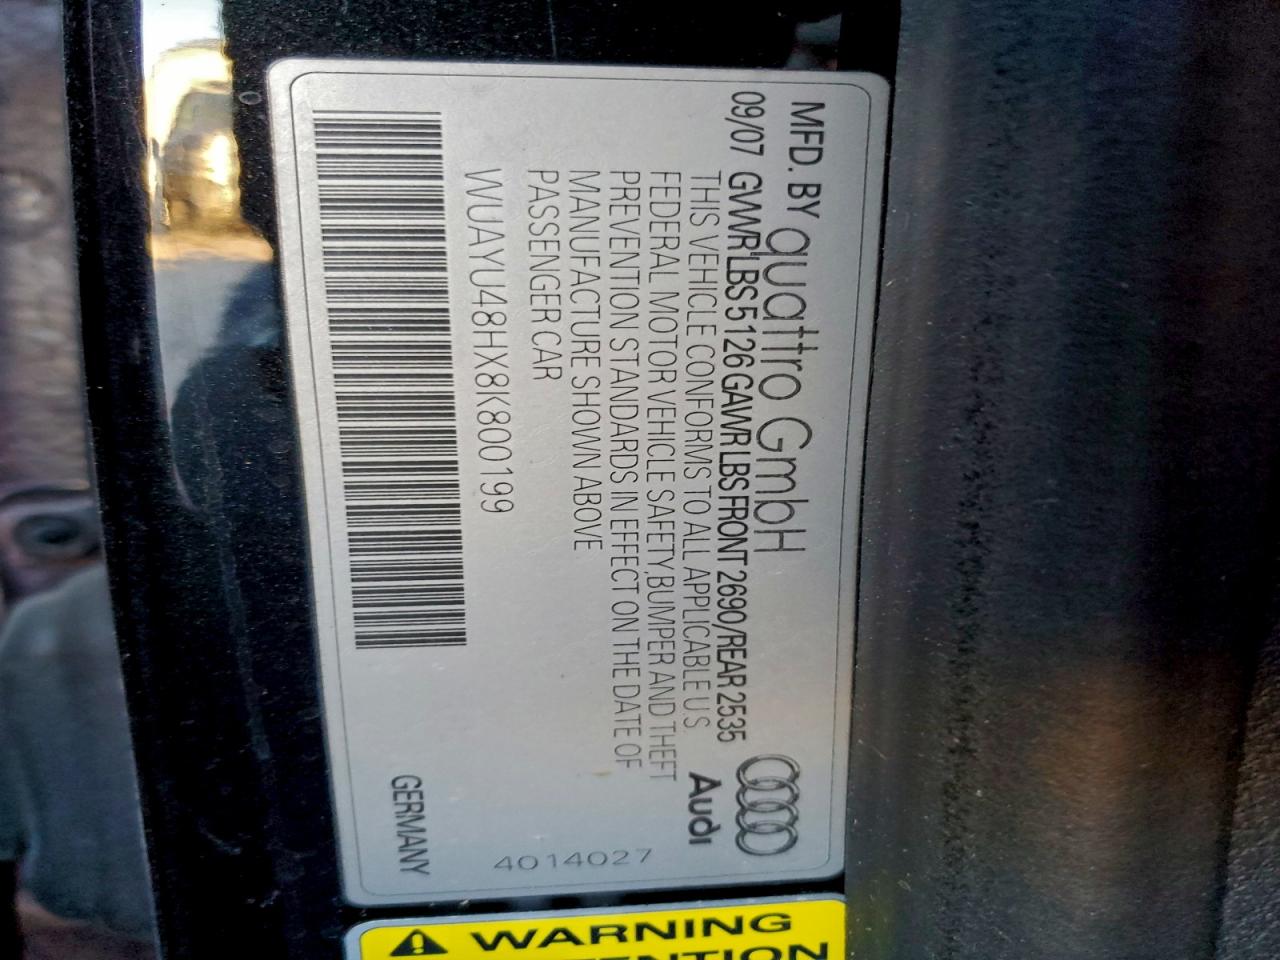 MFD. BY quattro GmbH
09/07 GVWR LBS 5126 GAWR LBS FRONT 2690/REAR 2535
THIS VEHICLE CONFORMS TO ALL APPLICABLE U.S.
FEDERAL MOTOR VEHICLE SAFETY, BUMPER AND THEFT
PREVENTION STANDARDS IN EFFECT ON THE DATE OF
MANUFACTURE SHOWN ABOVE
PASSENGER CAR
Audi
WUAYU48HX8K800199
GERMANY
4014027
WARNING